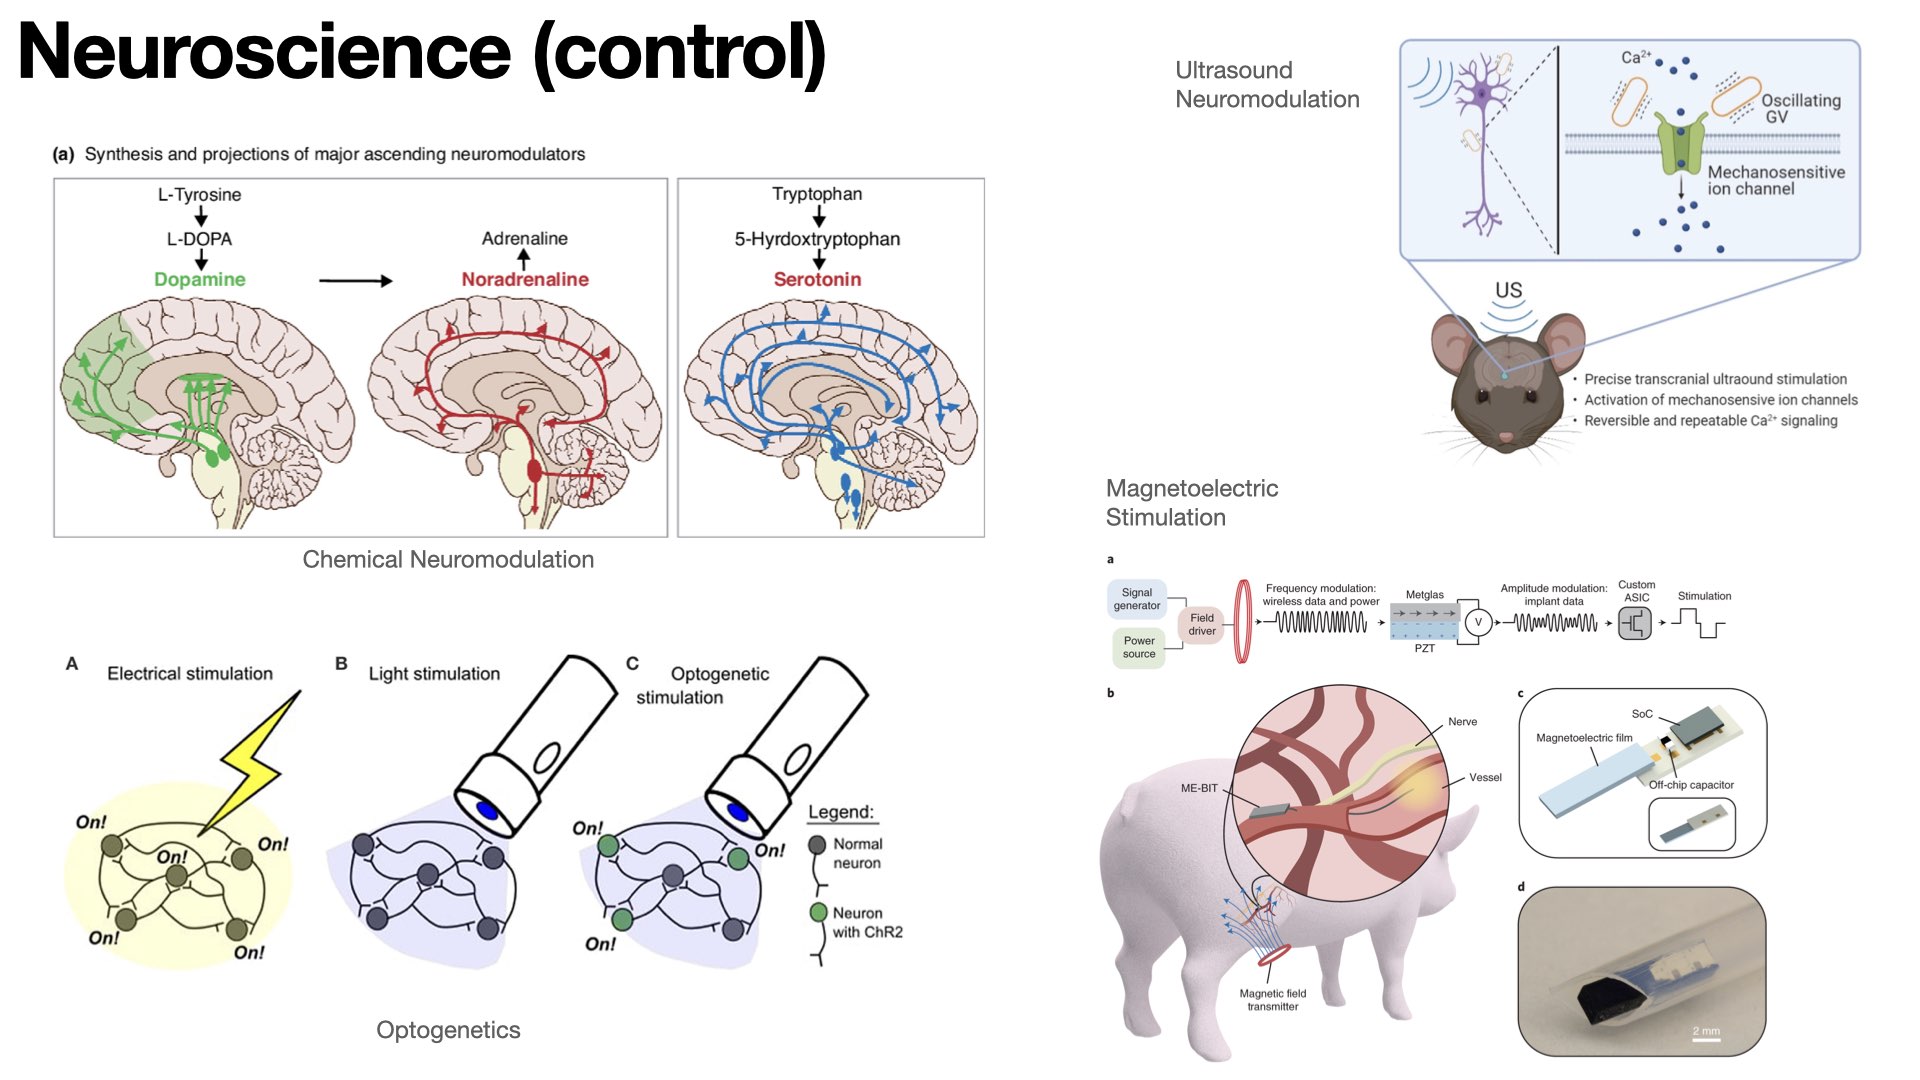 Neuroscience (control)
(a) Synthesis and projections of major ascending neuromodulators
L-Tyrosine
L-DOPA
Dopamine
Adrenaline
Noradrenaline
Tryptophan
5-Hyrdoxtryptophan
Serotonin
Chemical Neuromodulation
A
Electrical stimulation
On!
On!
On!
On!
On!
B
Light stimulation
C
Optogenetic
stimulation
On!
On!
On!
Legend:
Normal
neuron
Neuron
with ChR2
Optogenetics
Ultrasound
Neuromodulation
Ca2+
Oscillating
GV
Mechanosensitive
ion channel
US
• Precise transcranial ultraound stimulation
• Activation of mechanosensive ion channels
• Reversible and repeatable Ca2+ signaling
Magnetoelectric
Stimulation
a
Signal
generator
Power
source
Field
driver
Frequency modulation:
wireless data and power
Metglas
PZT
V
Amplitude modulation:
implant data
Custom
ASIC
Stimulation
b
Nerve
Vessel
ME-BIT
Magnetic field
transmitter
c
SoC
Magnetoelectric film
Off-chip capacitor
d
2 mm